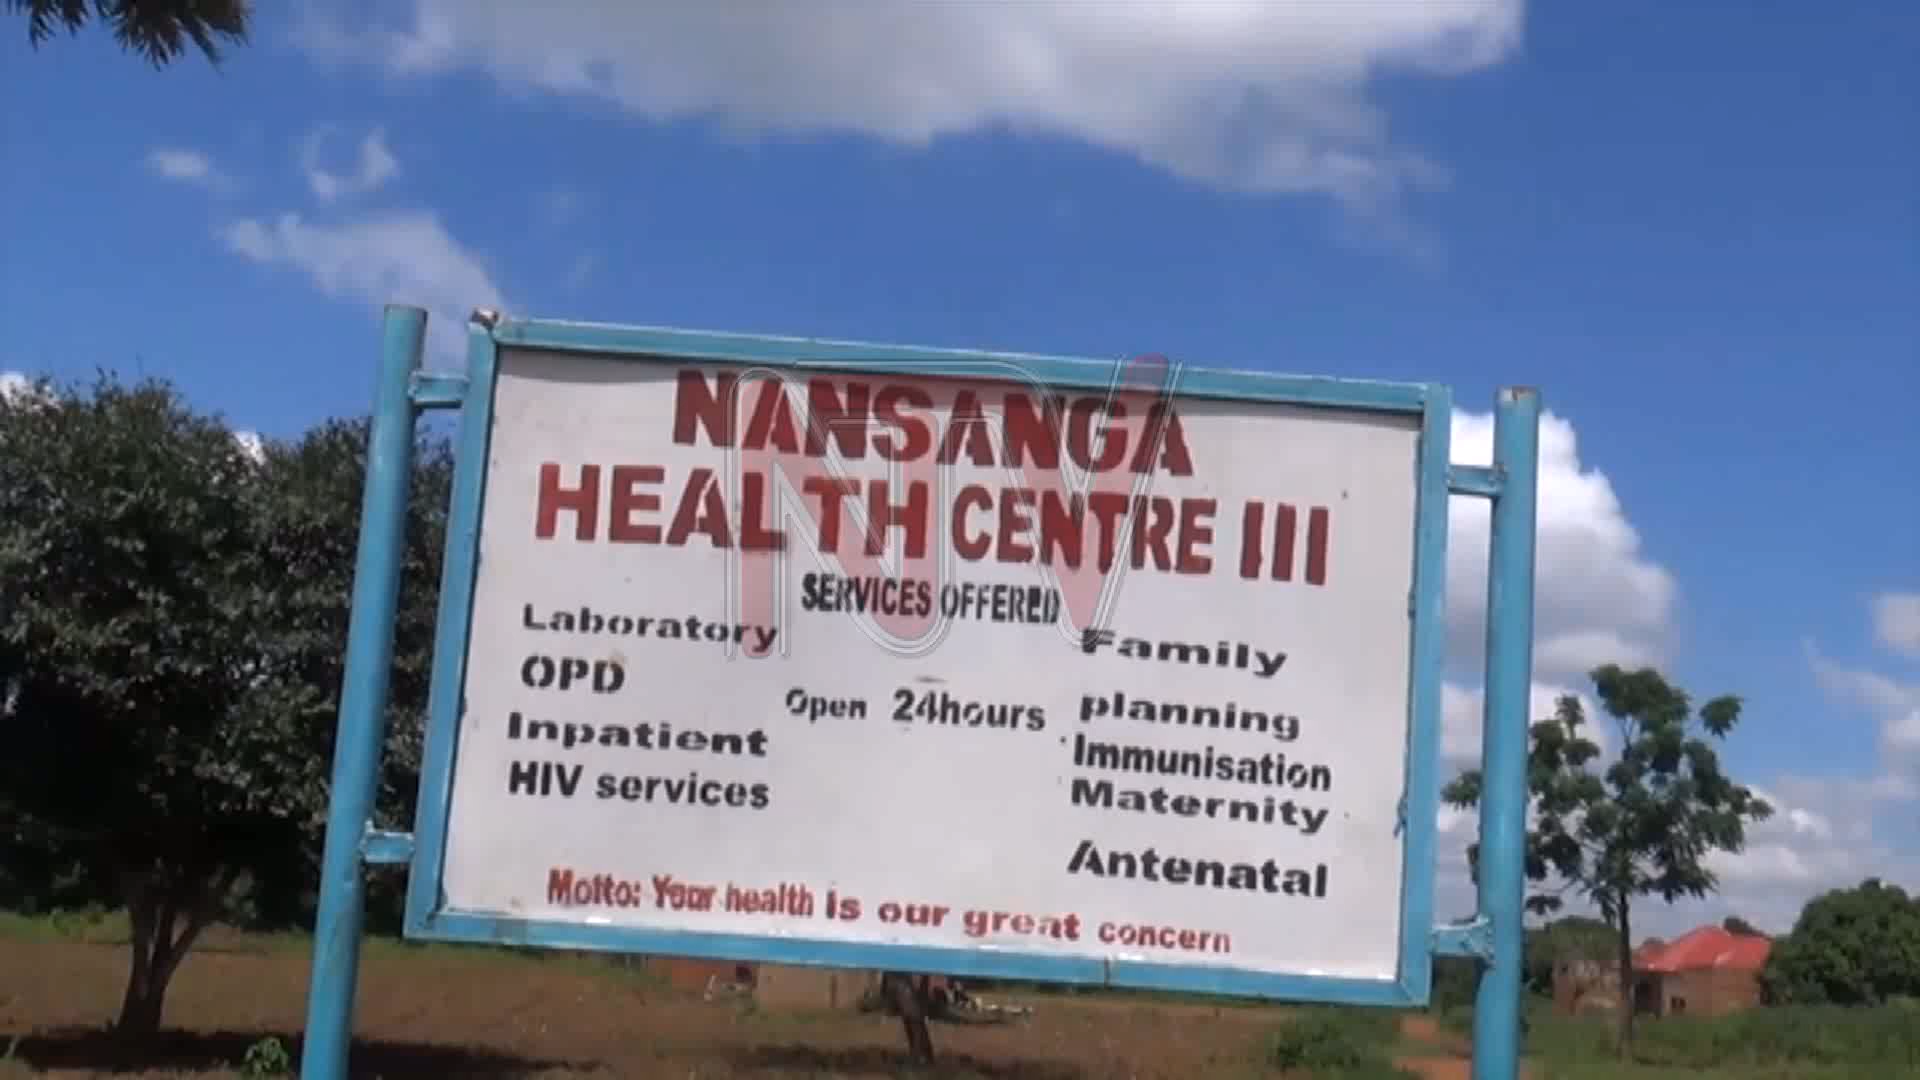 NANSANGA
HEALTH CENTRE III
SERVICES OFFERED
Laboratory
OPD
Inpatient
HIV services
Open 24hours
Family
planning
Immunisation
Maternity
Antenatal
Motto: Your health is our great concern
NTV